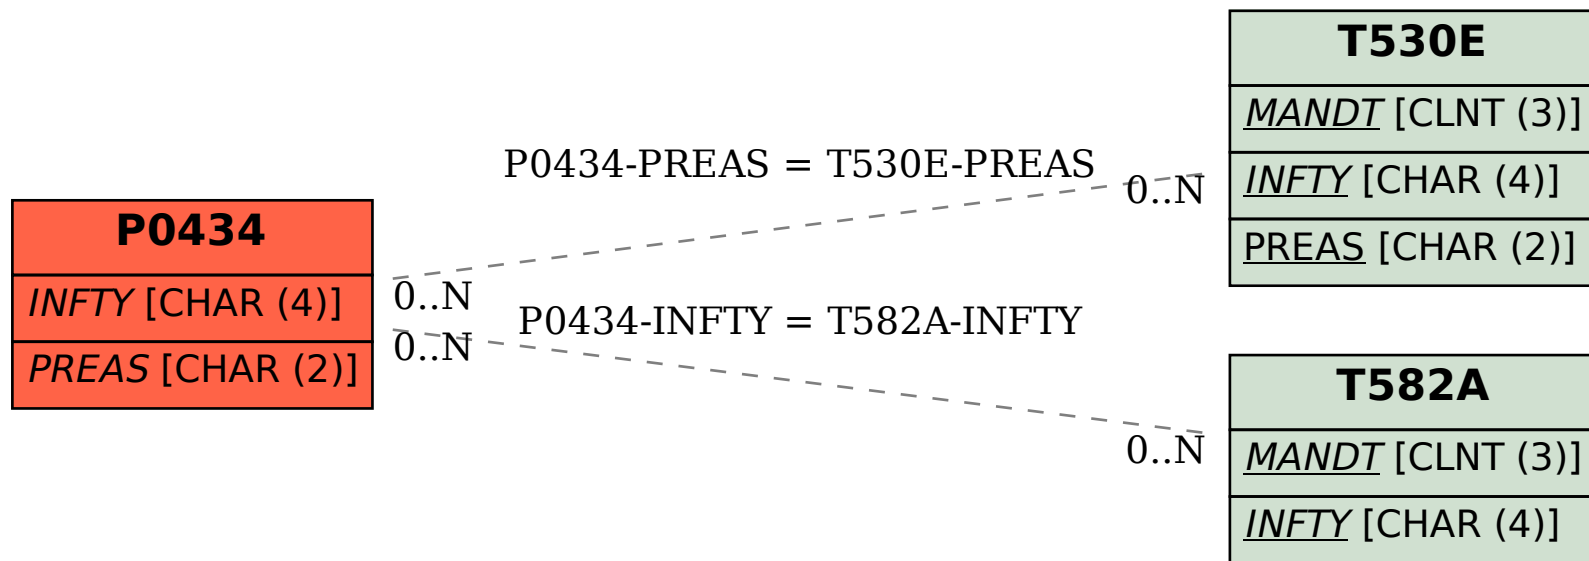 P0434
INFTY [CHAR (4)]
PREAS [CHAR (2)]
P0434-PREAS = T530E-PREAS
0..N
0..N
P0434-INFTY = T582A-INFTY
0..N
0..N
T530E
MANDT [CLNT (3)]
INFTY [CHAR (4)]
PREAS [CHAR (2)]
T582A
MANDT [CLNT (3)]
INFTY [CHAR (4)]